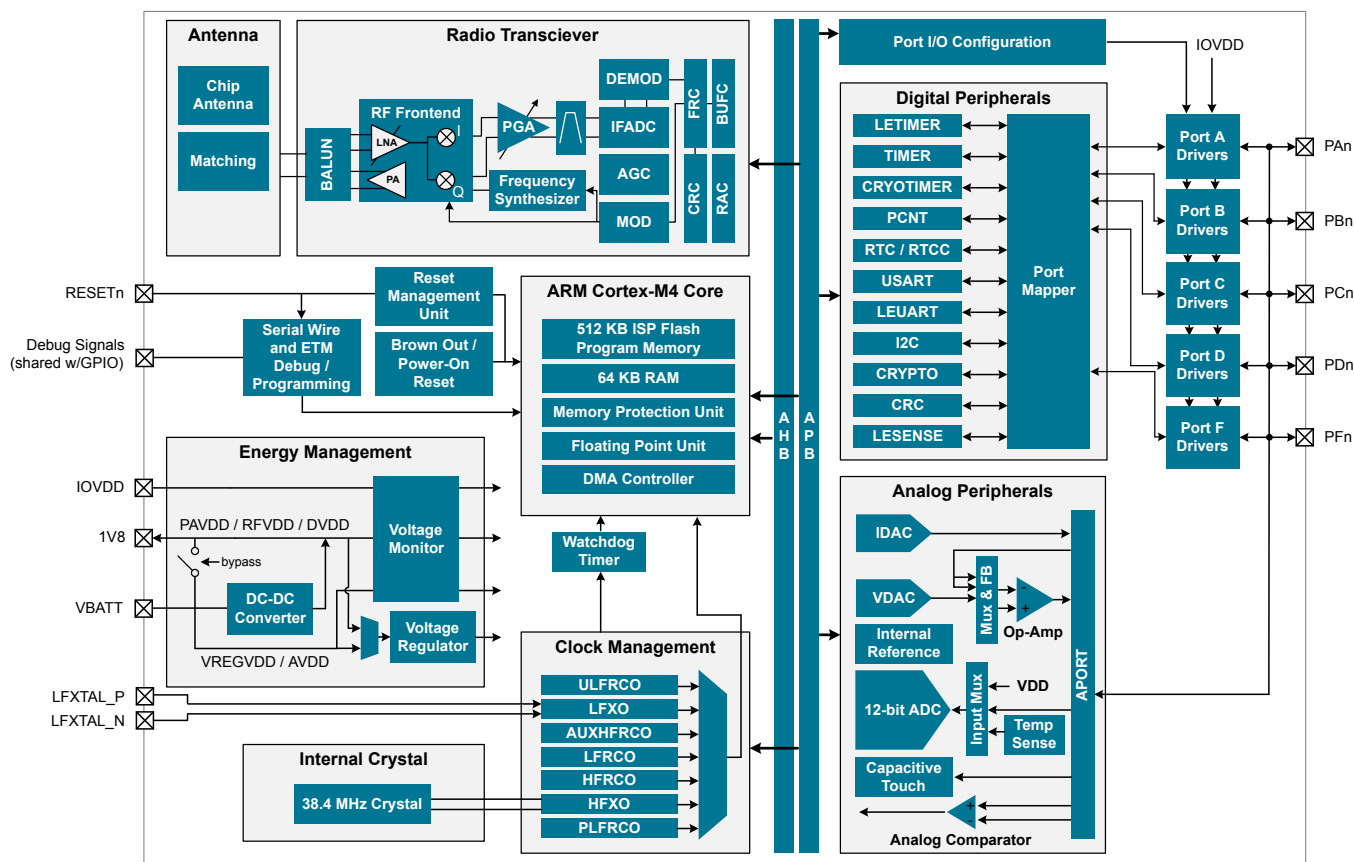 Antenna
Chip
Antenna
Matching
Radio Transciever
BALUN
RF Frontend
LNA
PA
I
Q
PGA
DEMOD
IFADC
AGC
MOD
Frequency
Synthesizer
FRC
BUFC
CRC
RAC
AHB
APB
Port I/O Configuration
IOVDD
Digital Peripherals
LETIMER
TIMER
CRYOTIMER
PCNT
RTC / RTCC
USART
LEUART
I2C
CRYPTO
CRC
LESENSE
Port
Mapper
Port A
Drivers
Port B
Drivers
Port C
Drivers
Port D
Drivers
Port F
Drivers
PAn
PBn
PCn
PDn
PFn
RESETn
Debug Signals
(shared w/GPIO)
Serial Wire
and ETM
Debug /
Programming
Reset
Management
Unit
Brown Out /
Power-On
Reset
ARM Cortex-M4 Core
512 KB ISP Flash
Program Memory
64 KB RAM
Memory Protection Unit
Floating Point Unit
DMA Controller
Watchdog
Timer
Energy Management
IOVDD
1V8
VBATT
PAVDD / RFVDD / DVDD
bypass
DC-DC
Converter
VREGVDD / AVDD
Voltage
Monitor
Voltage
Regulator
LFXTAL_P
LFXTAL_N
Internal Crystal
38.4 MHz Crystal
Clock Management
ULFRCO
LFXO
AUXHFRCO
LFRCO
HFRCO
HFXO
PLFRCO
Analog Peripherals
IDAC
VDAC
Mux & FB
-
+
Op-Amp
Internal
Reference
12-bit ADC
Input Mux
VDD
Temp
Sense
Capacitive
Touch
+
-
Analog Comparator
APORT